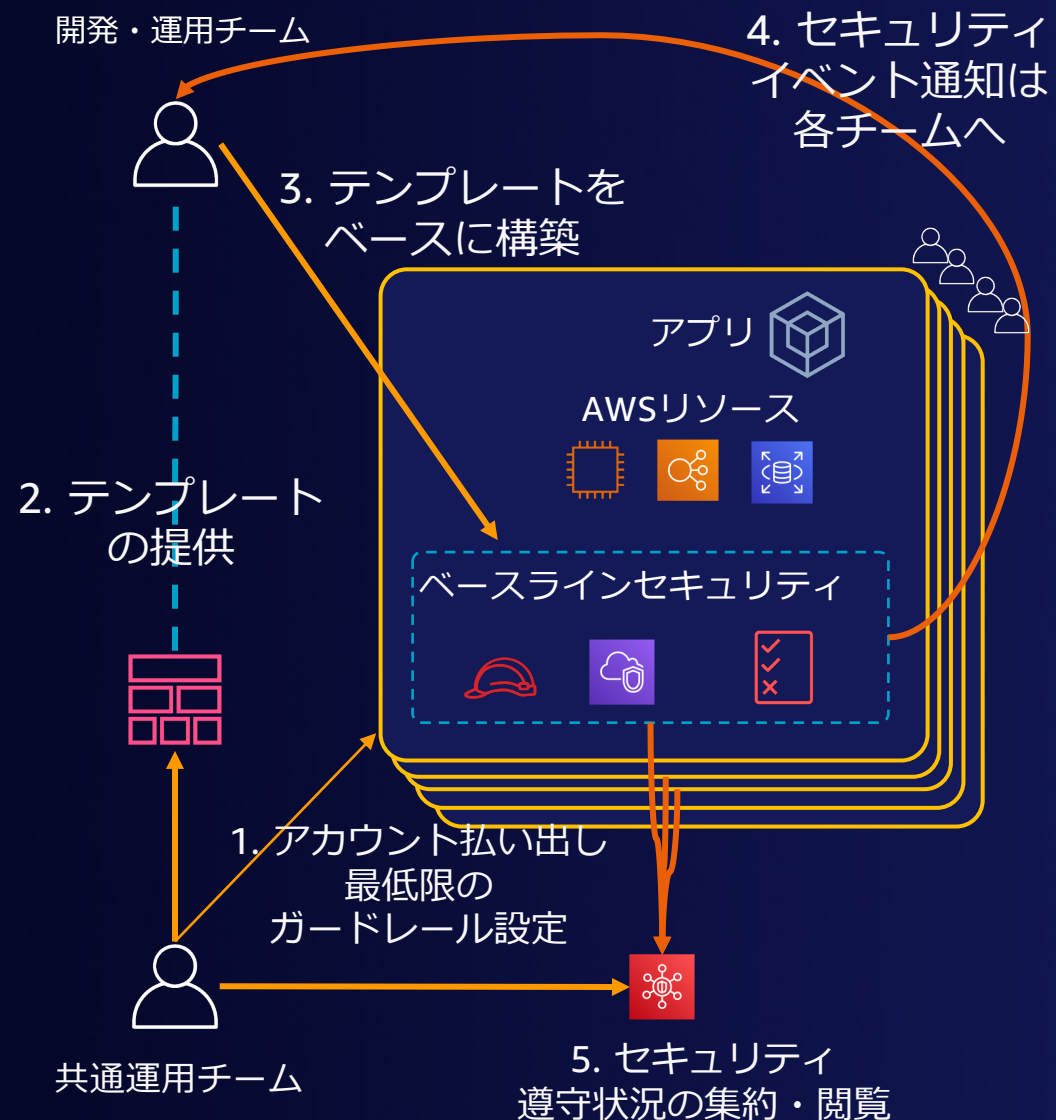 開発・運用チーム
4. セキュリティ
イベント通知は
各チームへ
3. テンプレートを
ベースに構築
アプリ
AWSリソース
2. テンプレート
の提供
ベースラインセキュリティ
1. アカウント払い出し
最低限の
ガードレール設定
共通運用チーム
5. セキュリティ
遵守状況の集約・閲覧